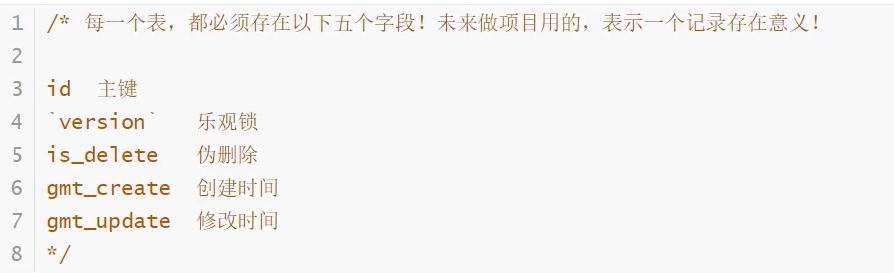 1 /* 每一个表，都必须存在以下五个字段！未来做项目用的，表示一个记录存在意义！
2
3 id 主键
4 `version` 乐观锁
5 is_delete 伪删除
6 gmt_create 创建时间
7 gmt_update 修改时间
8 */